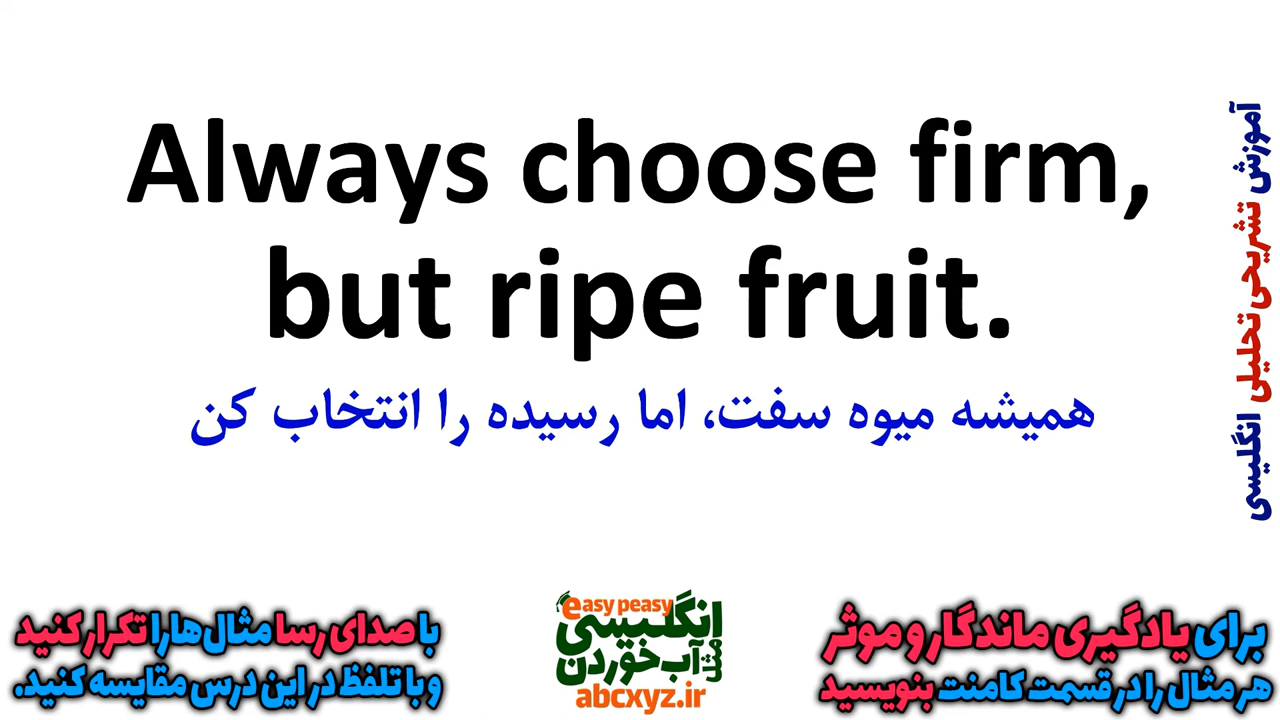 Always choose firm,
but ripe fruit.
همیشه میوه سفت، اما رسیده را انتخاب کن
آموزش تشریحی تحلیلی انگلیسی
برای یادگیری ماندگار و موثر
هر مثال را در قسمت کامنت بنویسید
easy peasy
انگلیسی
مثل آب خوردن
abcxyz.ir
با صدای رسا مثال‌ها را تکرار کنید
و با تلفظ در این درس مقایسه کنید.